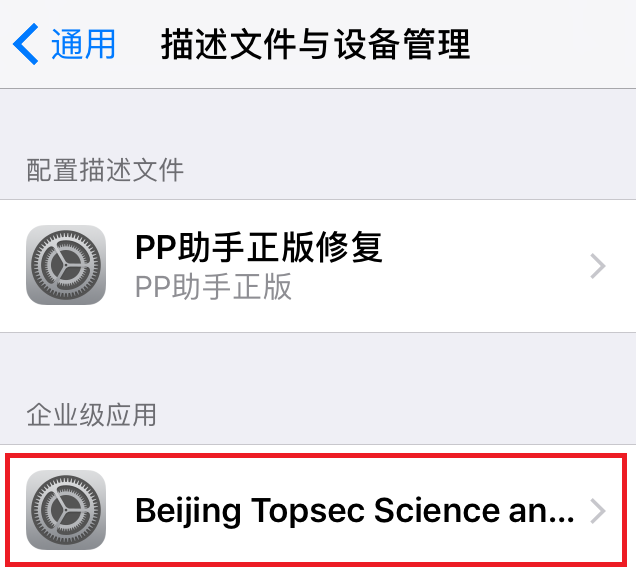 通用 描述文件与设备管理
配置描述文件
PP助手正版修复
PP助手正版
企业级应用
Beijing Topsec Science an...